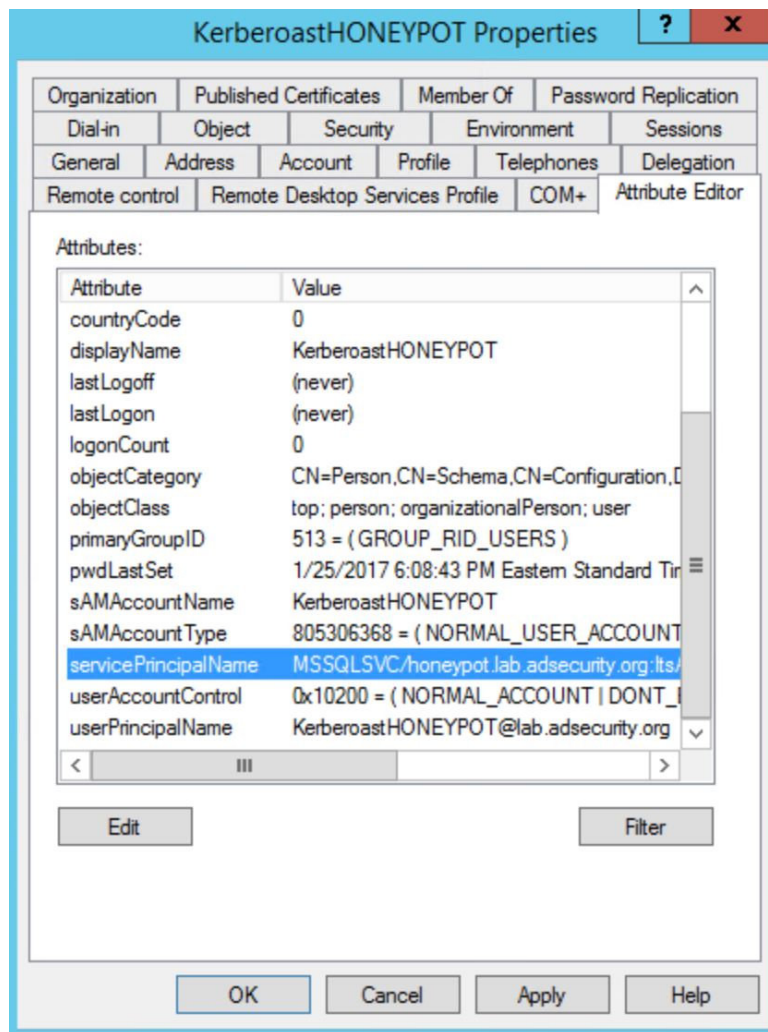 KerberoastHONEYPOT Properties ? x
Organization Published Certificates Member Of Password Replication
Dial-in Object Security Environment Sessions
General Address Account Profile Telephones Delegation
Remote control Remote Desktop Services Profile COM+ Attribute Editor
Attributes:
Attribute Value
countryCode 0
displayName KerberoastHONEYPOT
lastLogoff (never)
lastLogon (never)
logonCount 0
objectCategory CN=Person,CN=Schema,CN=Configuration,D
objectClass top; person; organizationalPerson; user
primaryGroupID 513 = ( GROUP_RID_USERS )
pwdLastSet 1/25/2017 6:08:43 PM Eastern Standard Tim
sAMAccountName KerberoastHONEYPOT
sAMAccountType 805306368 = ( NORMAL_USER_ACCOUNT
servicePrincipalName MSSQLSVC/honeypot.lab.adsecurity.org:ItsA
userAccountControl 0x10200 = ( NORMAL_ACCOUNT | DONT_
userPrincipalName KerberoastHONEYPOT@lab.adsecurity.org
Edit Filter
OK Cancel Apply Help